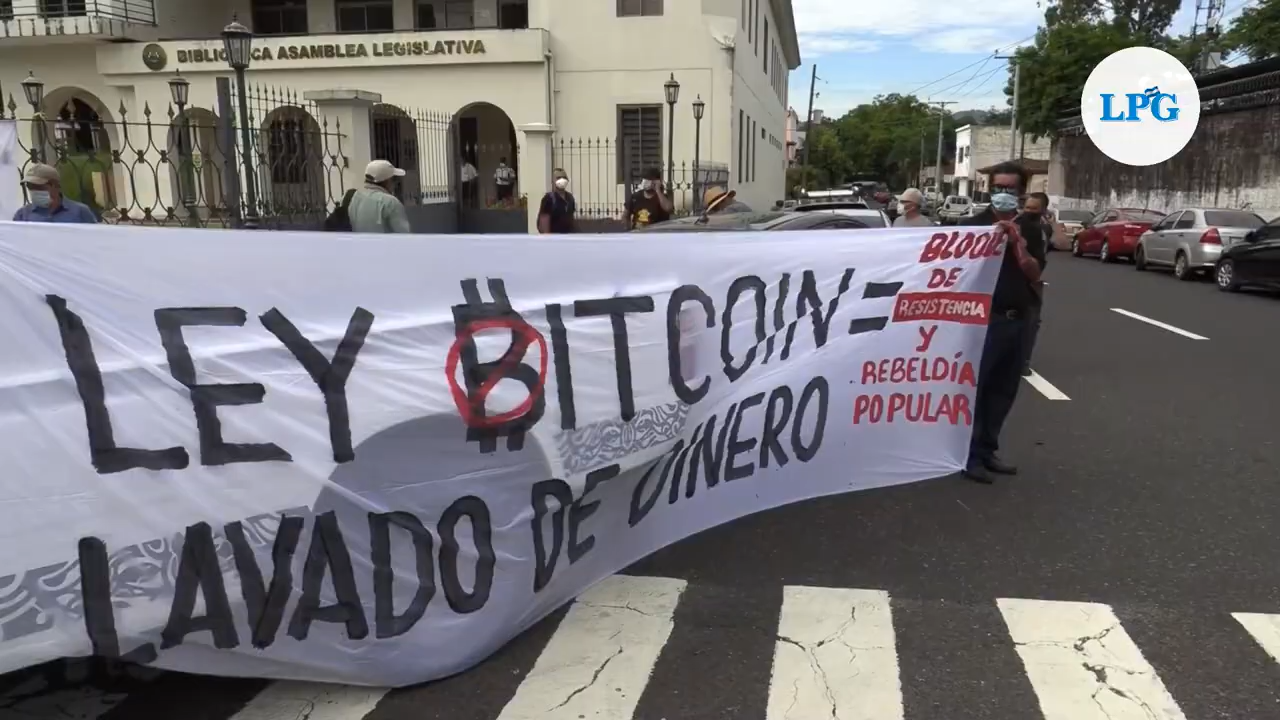 BIBLIOTECA ASAMBLEA LEGISLATIVA
LPG
LEY BITCOIN =
LAVADO DE DINERO
BLOQUE
DE
RESISTENCIA
Y
REBELDÍA
POPULAR